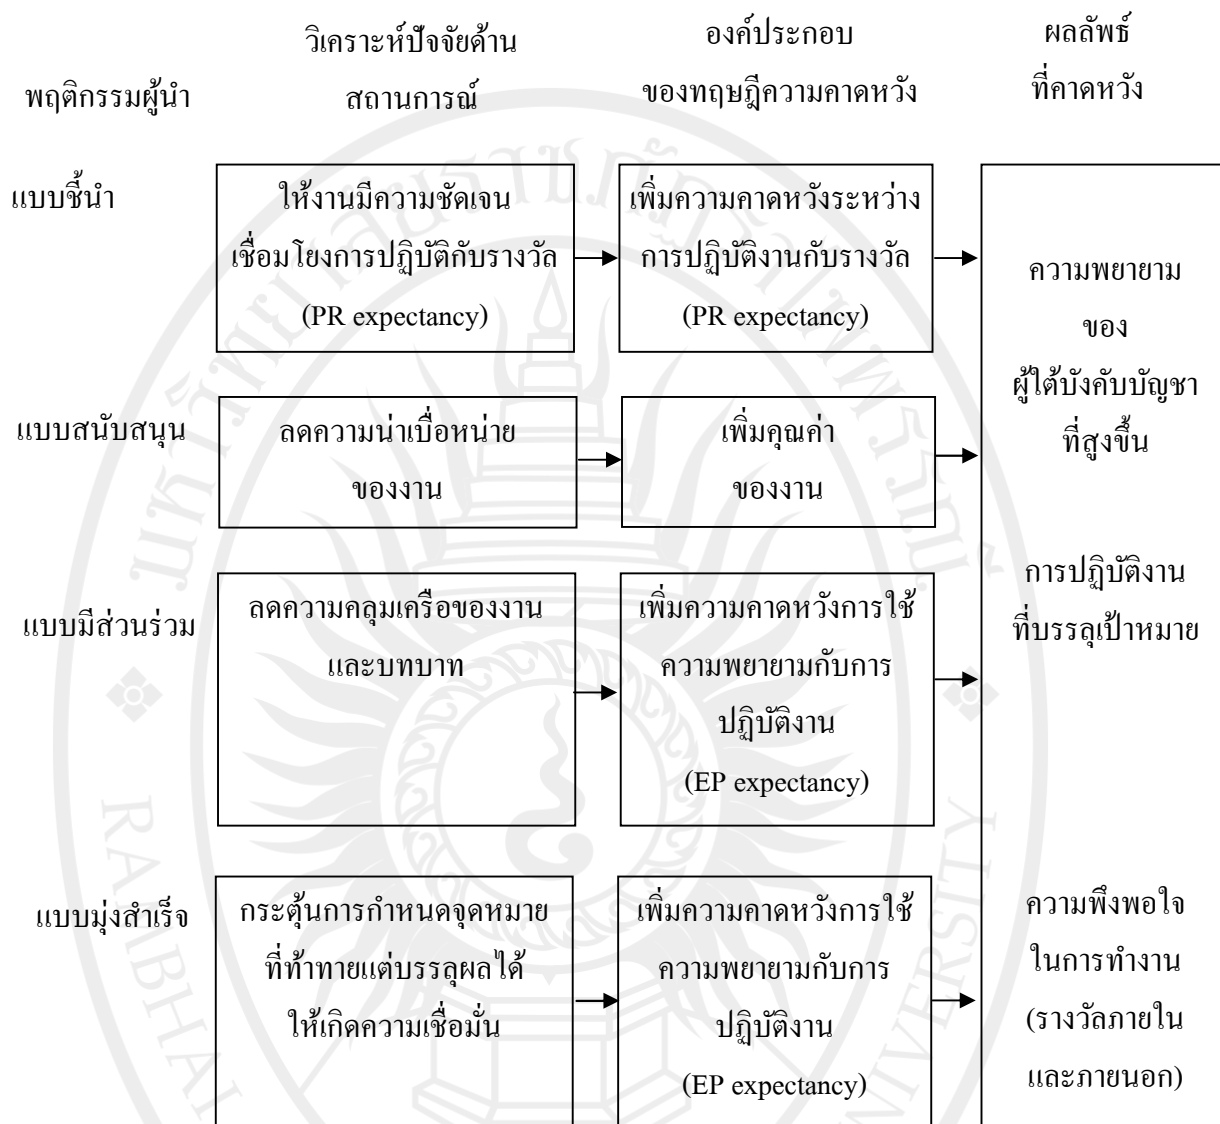 พฤติกรรมผู้นำ
วิเคราะห์ปัจจัยด้าน
สถานการณ์
องค์ประกอบ
ของทฤษฎีความคาดหวัง
ผลลัพธ์
ที่คาดหวัง
แบบชี้นำ
ให้งานมีความชัดเจน
เชื่อมโยงการปฏิบัติกับรางวัล
(PR expectancy)
เพิ่มความคาดหวังระหว่าง
การปฏิบัติงานกับรางวัล
(PR expectancy)
แบบสนับสนุน
ลดความน่าเบื่อหน่าย
ของงาน
เพิ่มคุณค่า
ของงาน
แบบมีส่วนร่วม
ลดความคลุมเครือของงาน
และบทบาท
เพิ่มความคาดหวังการใช้
ความพยายามกับการ
ปฏิบัติงาน
(EP expectancy)
แบบมุ่งสำเร็จ
กระตุ้นการกำหนดจุดหมาย
ที่ท้าทายแต่บรรลุผลได้
ให้เกิดความเชื่อมั่น
เพิ่มความคาดหวังการใช้
ความพยายามกับการ
ปฏิบัติงาน
(EP expectancy)
ความพยายาม
ของ
ผู้ใต้บังคับบัญชา
ที่สูงขึ้น
การปฏิบัติงาน
ที่บรรลุเป้าหมาย
ความพึงพอใจ
ในการทำงาน
(รางวัลภายใน
และภายนอก)
มหาวิทยาลัยราชภัฏรำไพพรรณี
RAMBHAI
UNIVERSITY